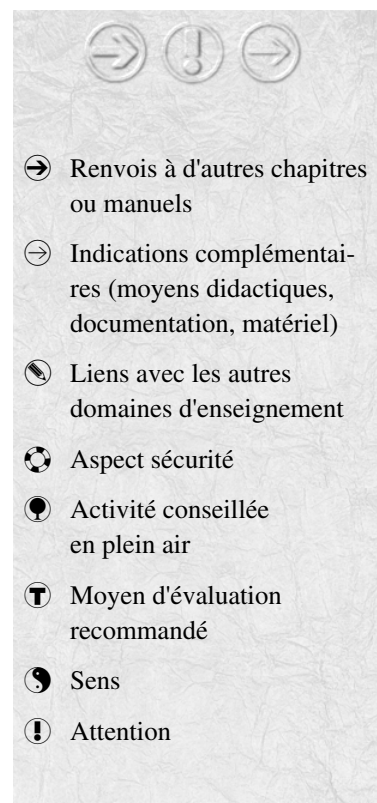 Renvois à d'autres chapitres
ou manuels
Indications complémentai-
res (moyens didactiques,
documentation, matériel)
Liens avec les autres
domaines d'enseignement
Aspect sécurité
Activité conseillée
en plein air
Moyen d'évaluation
recommandé
Sens
Attention